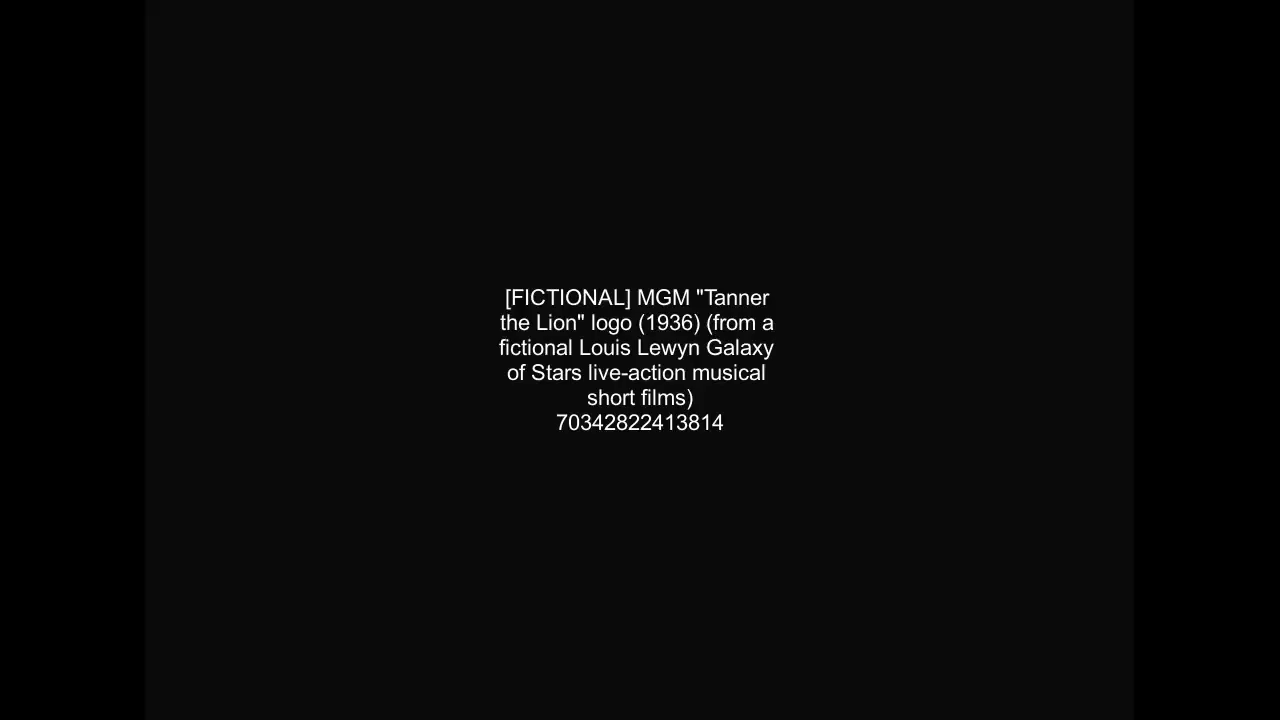 [FICTIONAL] MGM "Tanner
the Lion" logo (1936) (from a
fictional Louis Lewyn Galaxy
of Stars live-action musical
short films)
70342822413814